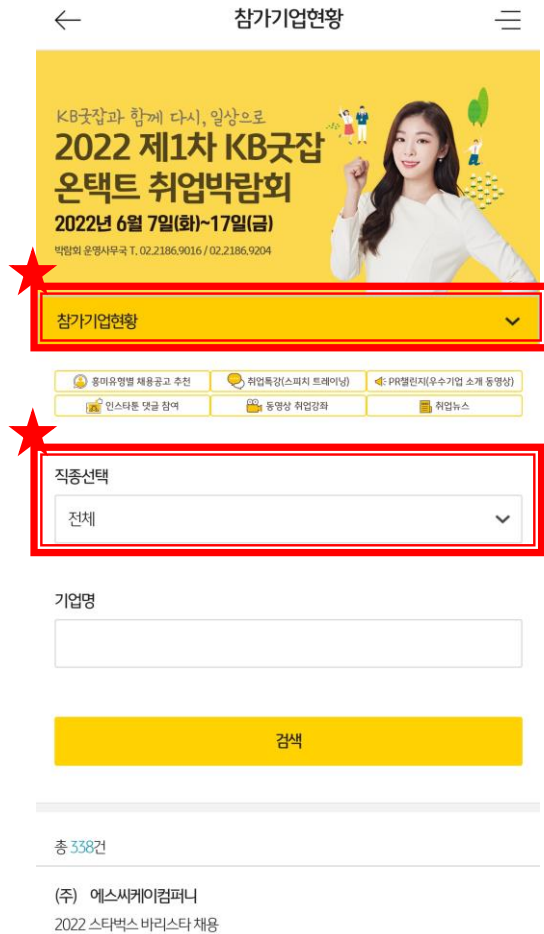 참가기업현황
KB굿잡과 함께 다시, 일상으로
2022 제1차 KB굿잡
온택트 취업박람회
2022년 6월 7일(화)~17일(금)
박람회 운영사무국 T. 02.2186.9016 / 02.2186.9204
참가기업현황
흥미유형별 채용공고 추천
취업특강(스피치 트레이닝)
PR챌린지(우수기업 소개 동영상)
인스타툰 댓글 참여
동영상 취업강좌
취업뉴스
직종선택
전체
기업명
검색
총 338건
(주) 에스씨케이컴퍼니
2022 스타벅스 바리스타 채용